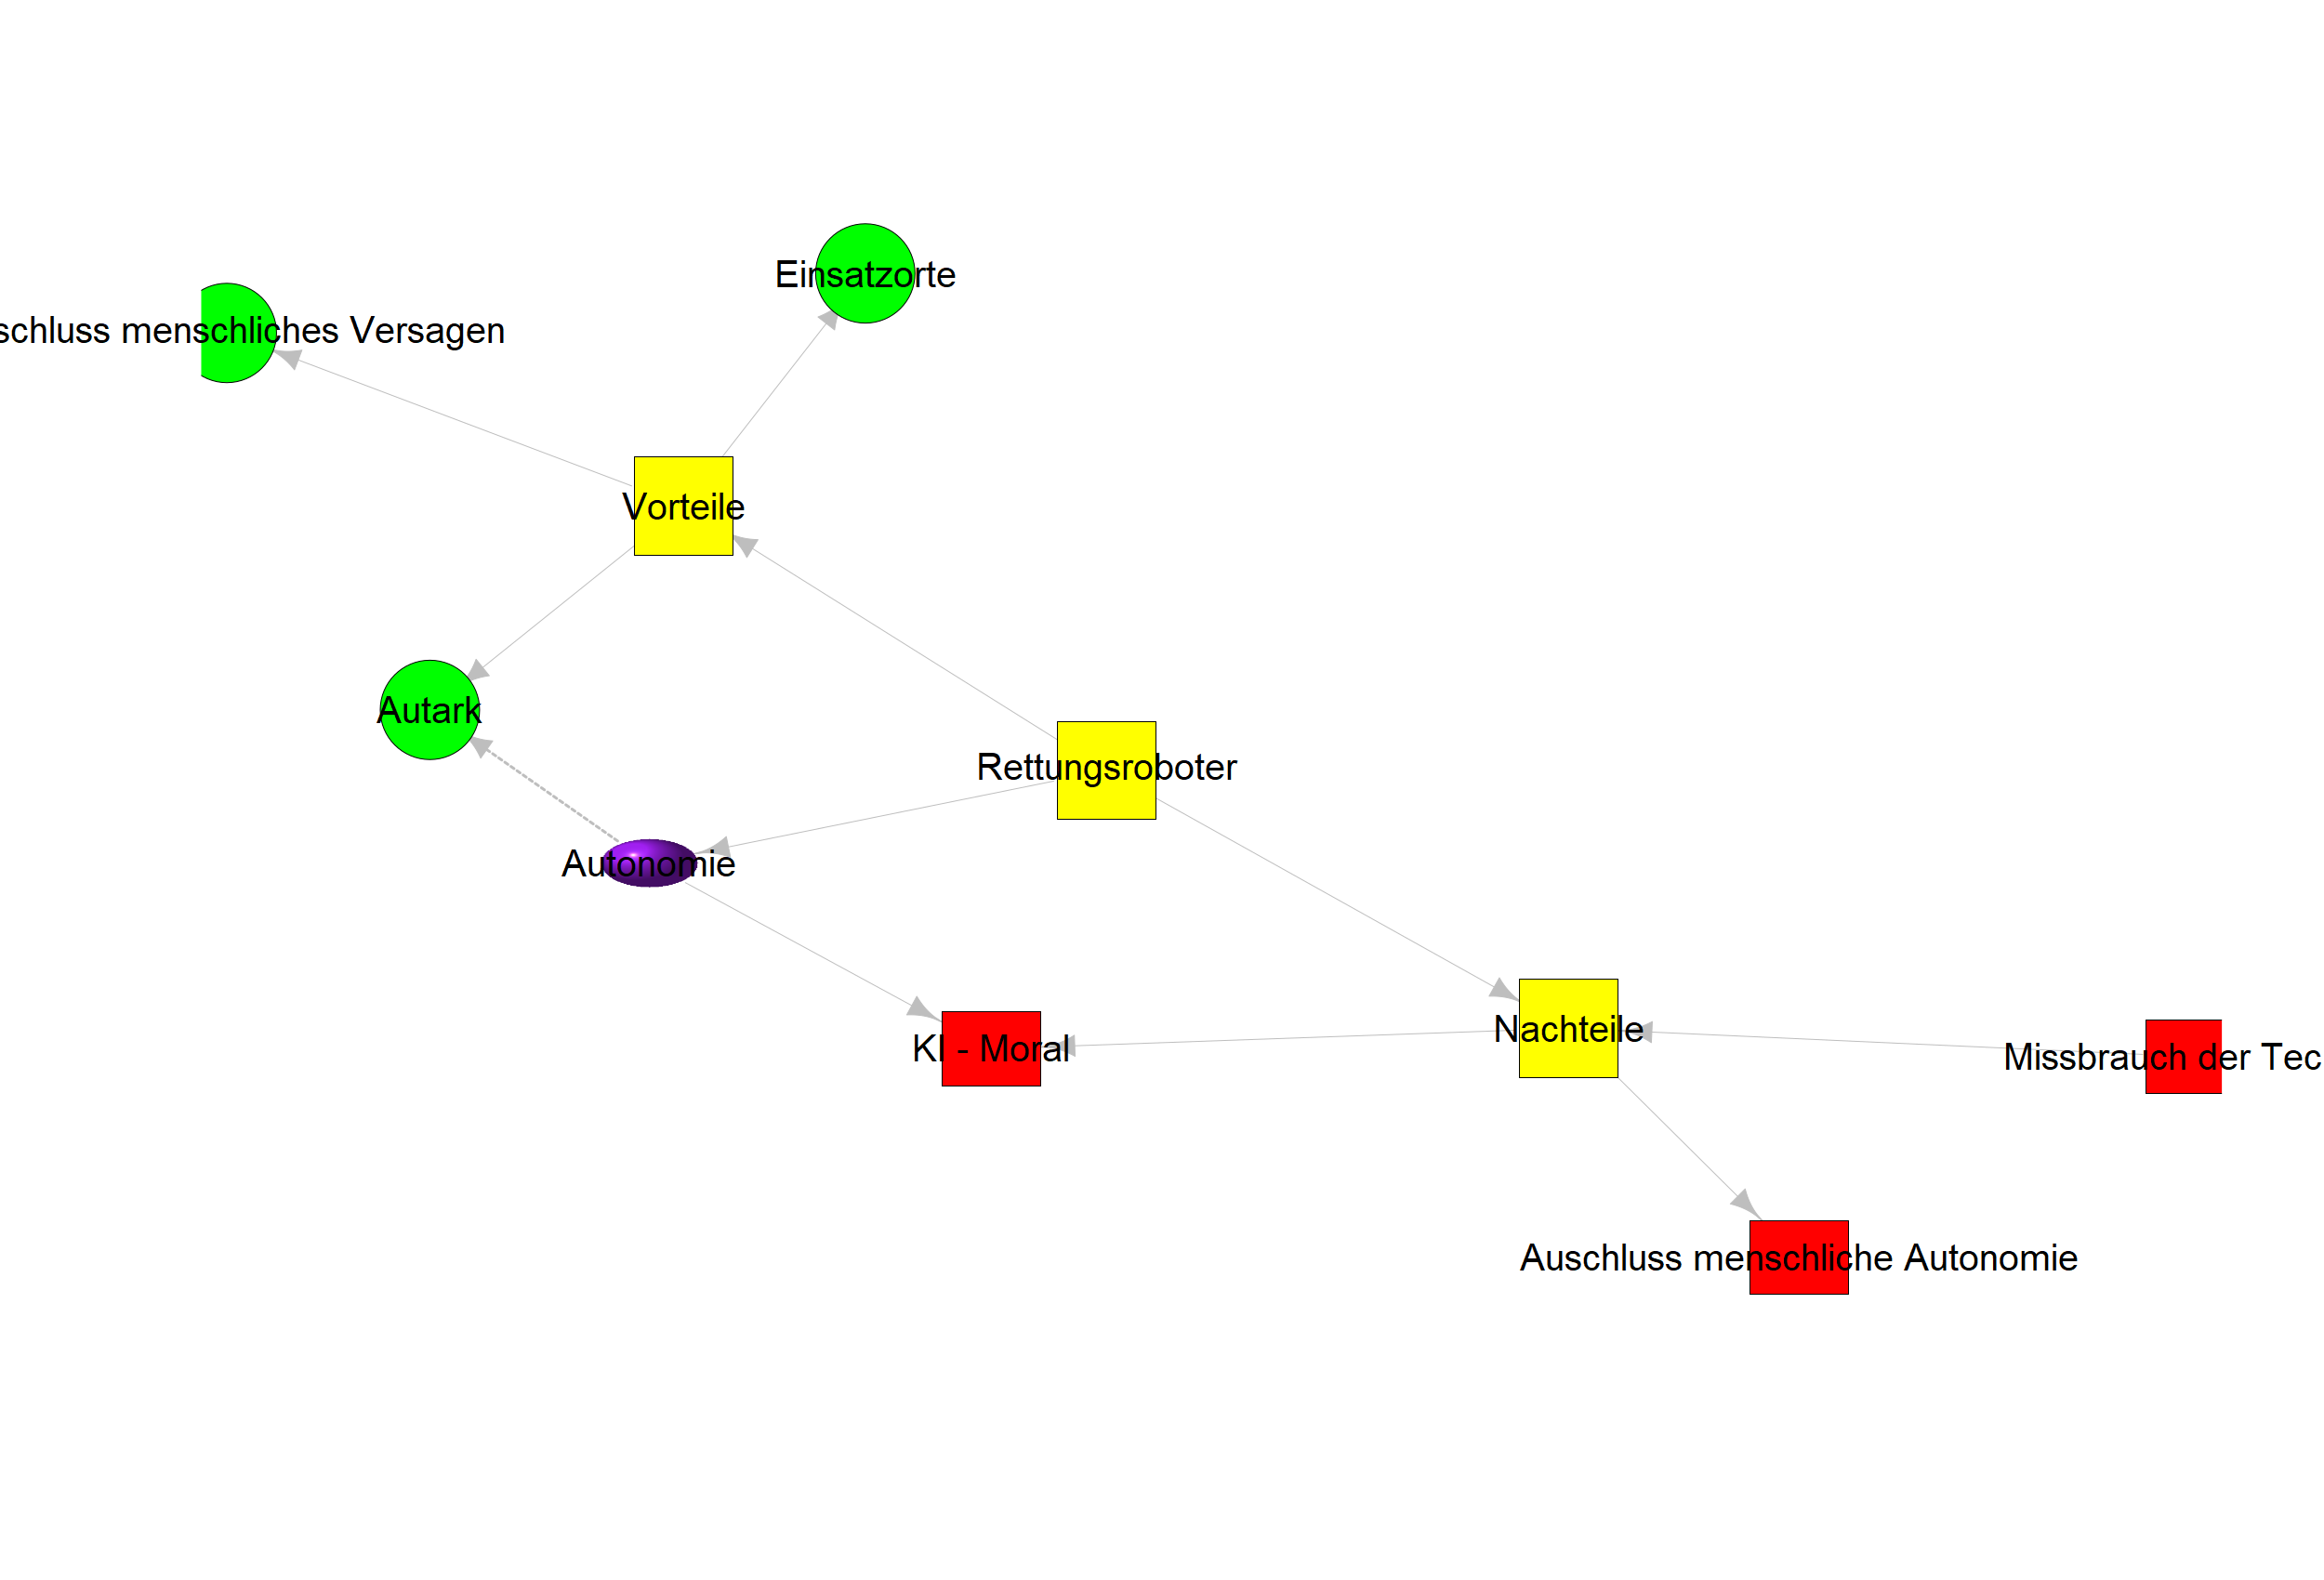 Einsatzorte
schluss menschliches Versagen
Vorteile
Autark
Rettungsroboter
Autonomie
Nachteile
KI - Moral
Missbrauch der Tec
Auschluss menschliche Autonomie